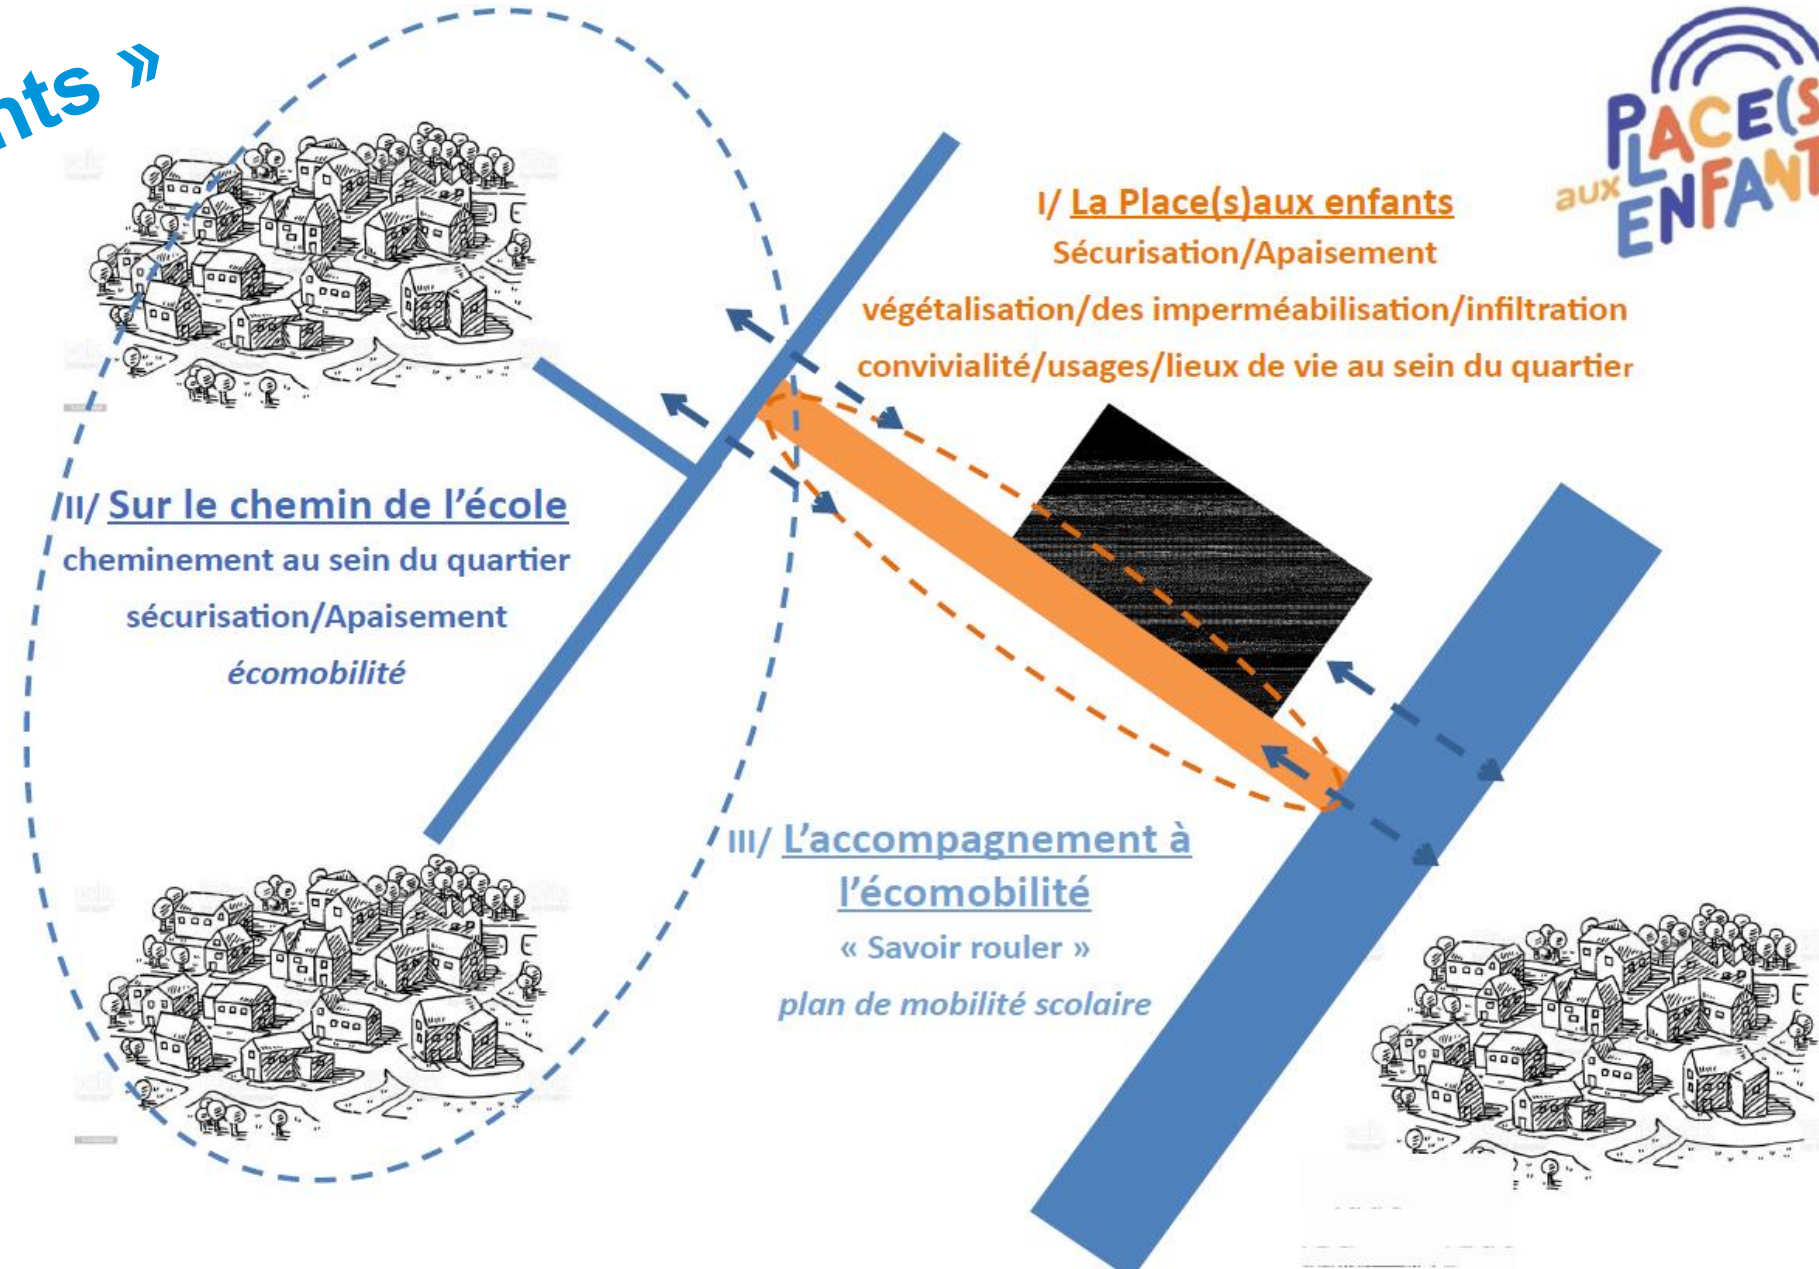 nts »
PLACE(S
aux ENFANT
I/ La Place(s)aux enfants
Sécurisation/Apaisement
végétalisation/des imperméabilisation/infiltration
convivialité/usages/lieux de vie au sein du quartier
II/ Sur le chemin de l’école
cheminement au sein du quartier
sécurisation/Apaisement
écomobilité
III/ L’accompagnement à
l’écomobilité
« Savoir rouler »
plan de mobilité scolaire